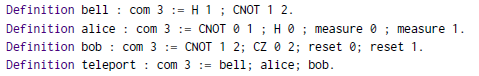 Definition bell : com 3 := H 1 ; CNOT 1 2.
Definition alice : com 3 := CNOT 0 1 ; H 0 ; measure 0 ; measure 1.
Definition bob : com 3 := CNOT 1 2; CZ 0 2; reset 0; reset 1.
Definition teleport : com 3 := bell; alice; bob.